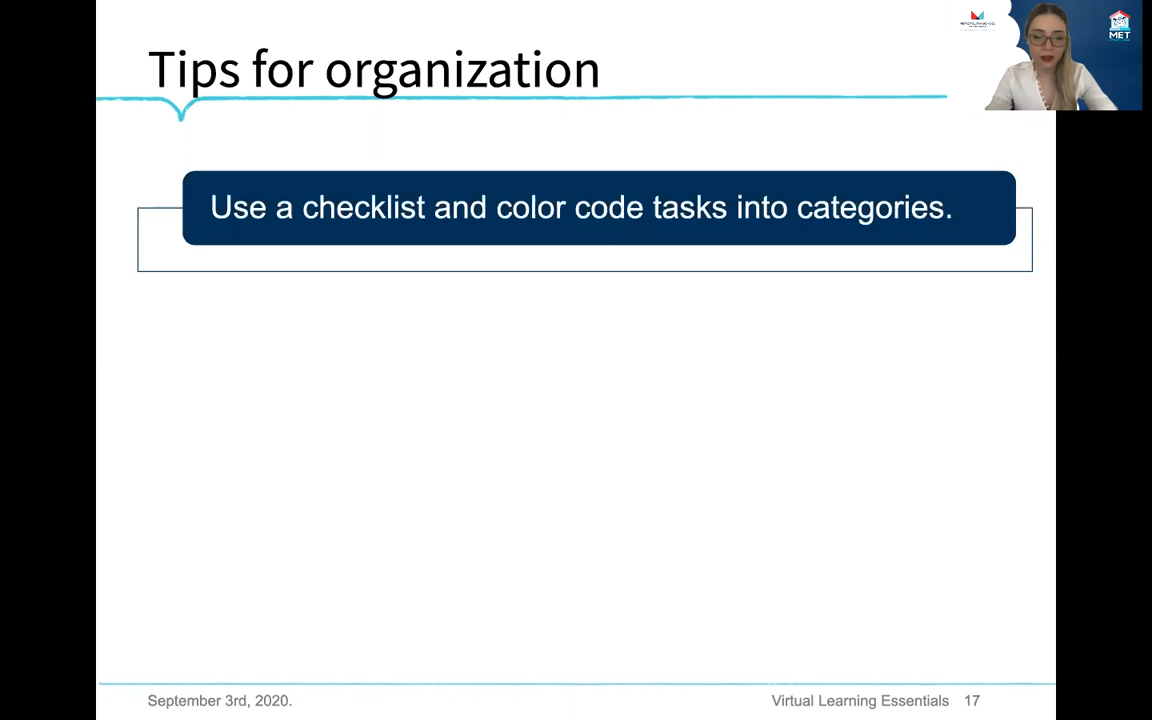 MET
Tips for organization
Use a checklist and color code tasks into categories.
September 3rd, 2020.
Virtual Learning Essentials 17